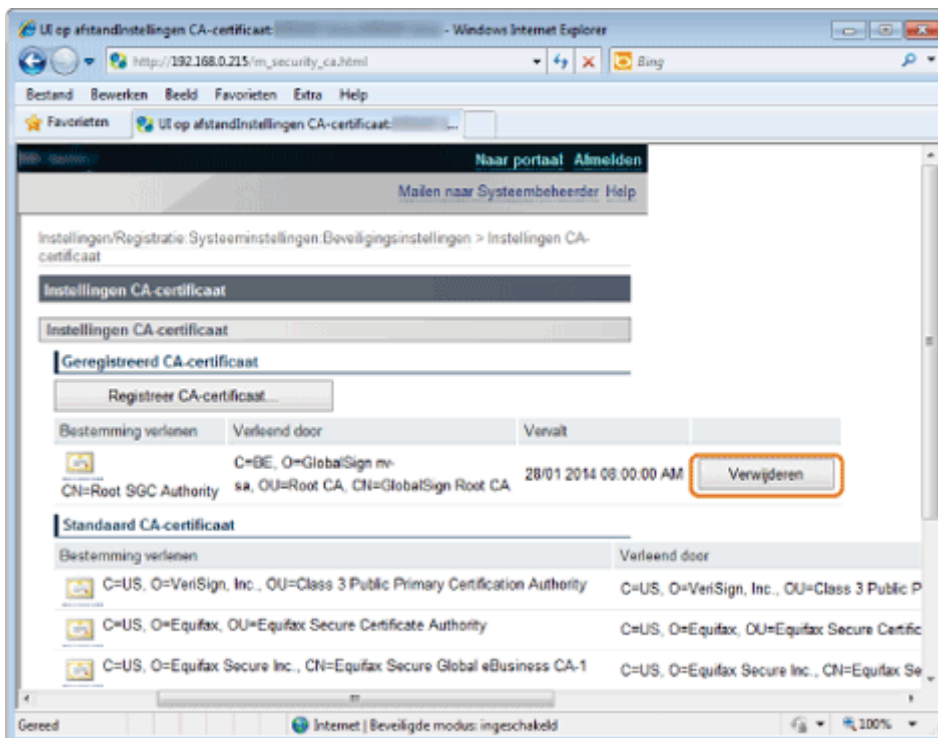 UI op afstandInstellingen CA-certificaat: - Windows Internet Explorer
http://192.168.0.215/m_security_ca.html
Bing
Bestand Bewerken Beeld Favorieten Extra Help
Favorieten UI op afstandInstellingen CA-certificaat: ...
Naar portaal Afmelden
Mailen naar Systeembeheerder Help
Instellingen/Registratie:Systeeminstellingen:Beveiligingsinstellingen > Instellingen CA-
certificaat
Instellingen CA-certificaat
Instellingen CA-certificaat
Geregistreerd CA-certificaat
Registreer CA-certificaat...
Bestemming verlenen Verleend door Vervalt
CN=Root SGC Authority C=BE, O=GlobalSign nv-
sa, OU=Root CA, CN=GlobalSign Root CA 28/01 2014 08:00:00 AM Verwijderen
Standaard CA-certificaat
Bestemming verlenen Verleend door
C=US, O=VeriSign, Inc., OU=Class 3 Public Primary Certification Authority C=US, O=VeriSign, Inc., OU=Class 3 Public P
C=US, O=Equifax, OU=Equifax Secure Certificate Authority C=US, O=Equifax, OU=Equifax Secure Certific
C=US, O=Equifax Secure Inc., CN=Equifax Secure Global eBusiness CA-1 C=US, O=Equifax Secure Inc., CN=Equifax Se
Gereed Internet | Beveiligde modus: ingeschakeld 100%